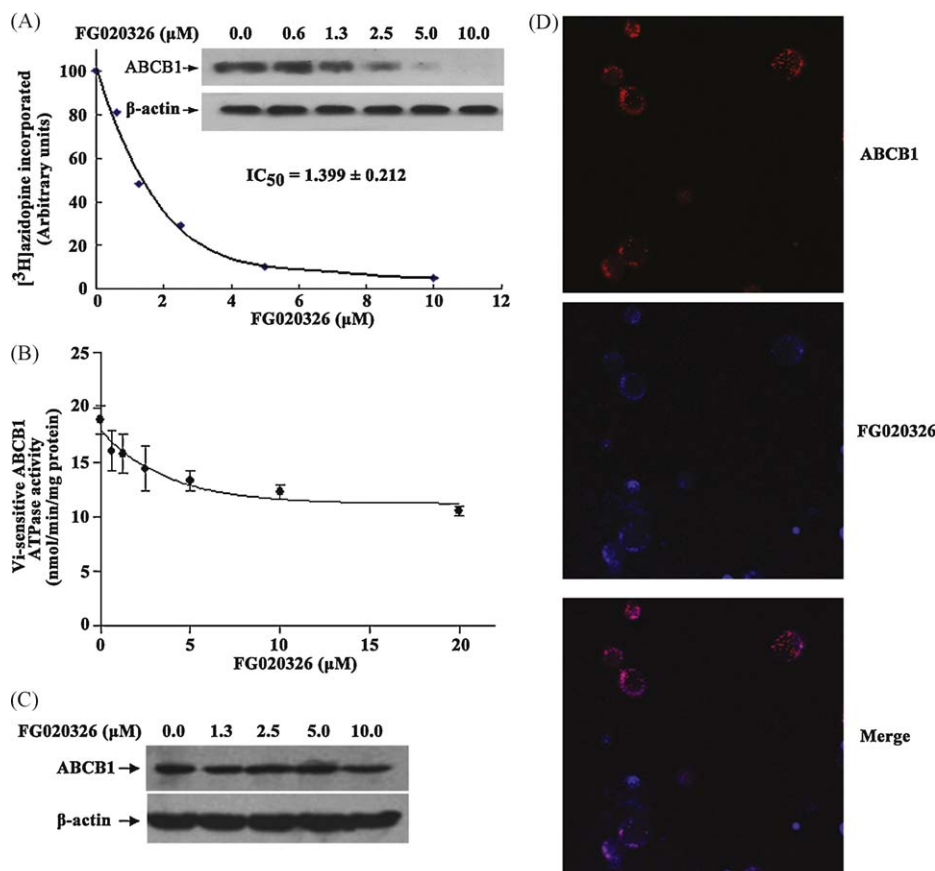 (A)
FG020326 (μM) 0.0 0.6 1.3 2.5 5.0 10.0
ABCB1
β-actin
IC50 = 1.399 ± 0.212
[3H]azidopine incorporated
(Arbitrary units)
100
80
60
40
20
0
0 2 4 6 8 10 12
FG020326 (μM)
(B)
Vi-sensitive ABCB1
ATPase activity
(nmol/min/mg protein)
25
20
15
10
5
0
0 5 10 15 20
FG020326 (μM)
(C)
FG020326 (μM) 0.0 1.3 2.5 5.0 10.0
ABCB1
β-actin
(D)
ABCB1
FG020326
Merge